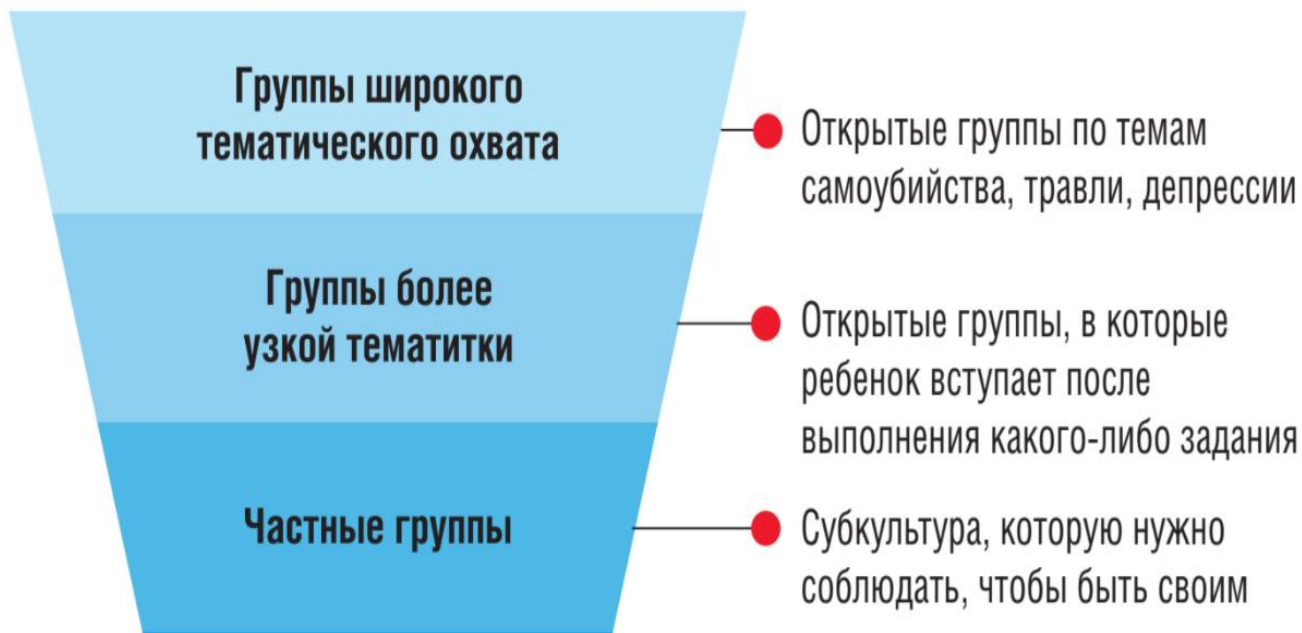 Группы широкого
тематического охвата
Открытые группы по темам
самоубийства, травли, депрессии
Группы более
узкой тематитки
Открытые группы, в которые
ребенок вступает после
выполнения какого-либо задания
Частные группы
Субкультура, которую нужно
соблюдать, чтобы быть своим